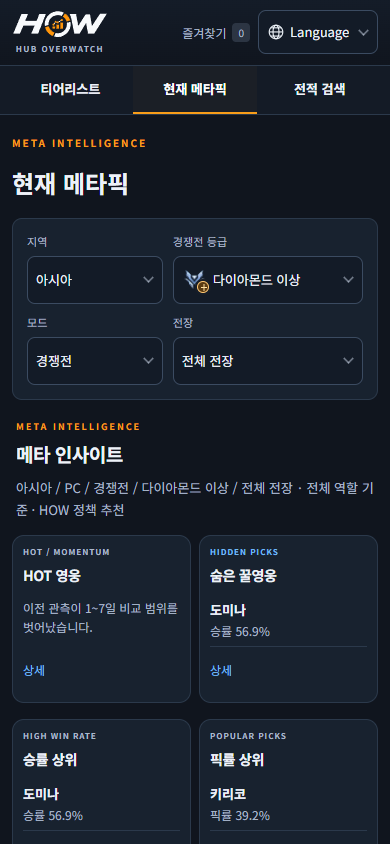 HOW
HUB OVERWATCH
즐겨찾기 0
Language
티어리스트 현재 메타픽 전적 검색
META INTELLIGENCE
현재 메타픽
지역 경쟁전 등급
아시아 다이아몬드 이상
모드 전장
경쟁전 전체 전장
META INTELLIGENCE
메타 인사이트
아시아 / PC / 경쟁전 / 다이아몬드 이상 / 전체 전장 · 전체 역할 기
준 · HOW 정책 추천
HOT / MOMENTUM
HOT 영웅
이전 관측이 1~7일 비교 범위를
벗어났습니다.
상세
HIDDEN PICKS
숨은 꿀영웅
도미나
승률 56.9%
상세
HIGH WIN RATE
승률 상위
도미나
승률 56.9%
POPULAR PICKS
픽률 상위
키리코
픽률 39.2%